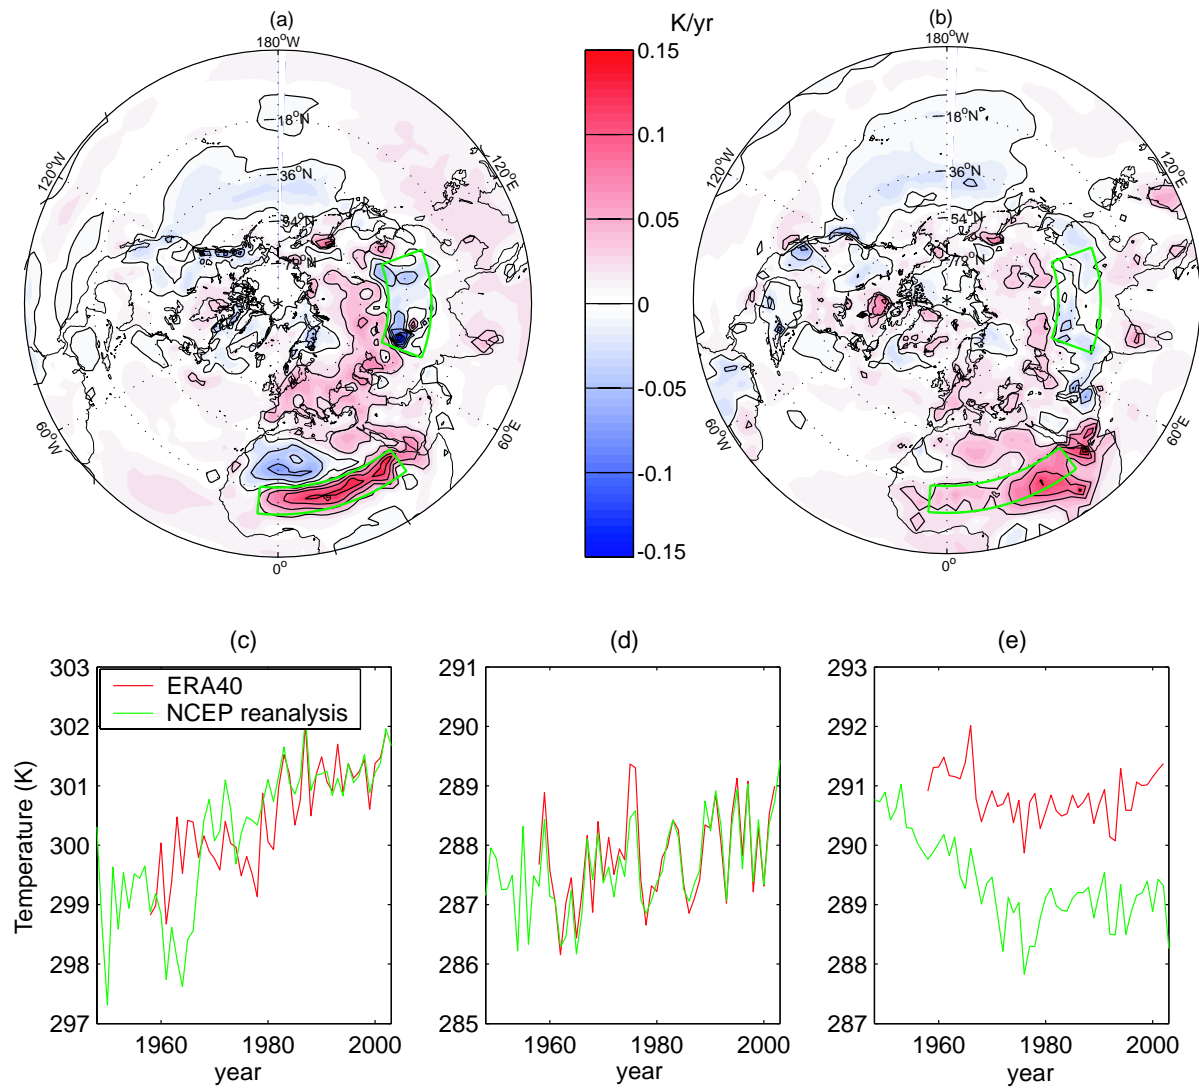 (a)
K/yr
(b)
180°W
180°W
0.15
0.1
0.05
0
-0.05
-0.1
-0.15
18°N
18°N
120°W
120°E
120°W
120°E
36°N
36°N
54°N
54°N
72°N
72°N
60°W
60°E
60°W
60°E
0°
0°
(c)
(d)
(e)
303
302
301
300
299
298
297
ERA40
NCEP reanalysis
291
290
289
288
287
286
285
293
292
291
290
289
288
287
Temperature (K)
1960
1980
2000
1960
1980
2000
1960
1980
2000
year
year
year